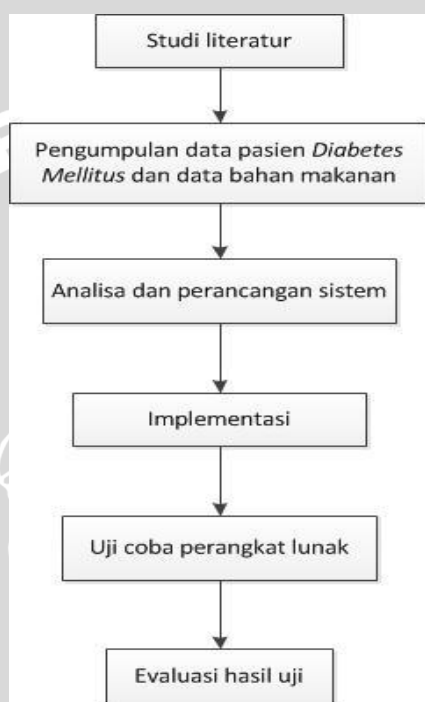 Studi literatur
Pengumpulan data pasien Diabetes
Mellitus dan data bahan makanan
Analisa dan perancangan sistem
Implementasi
Uji coba perangkat lunak
Evaluasi hasil uji